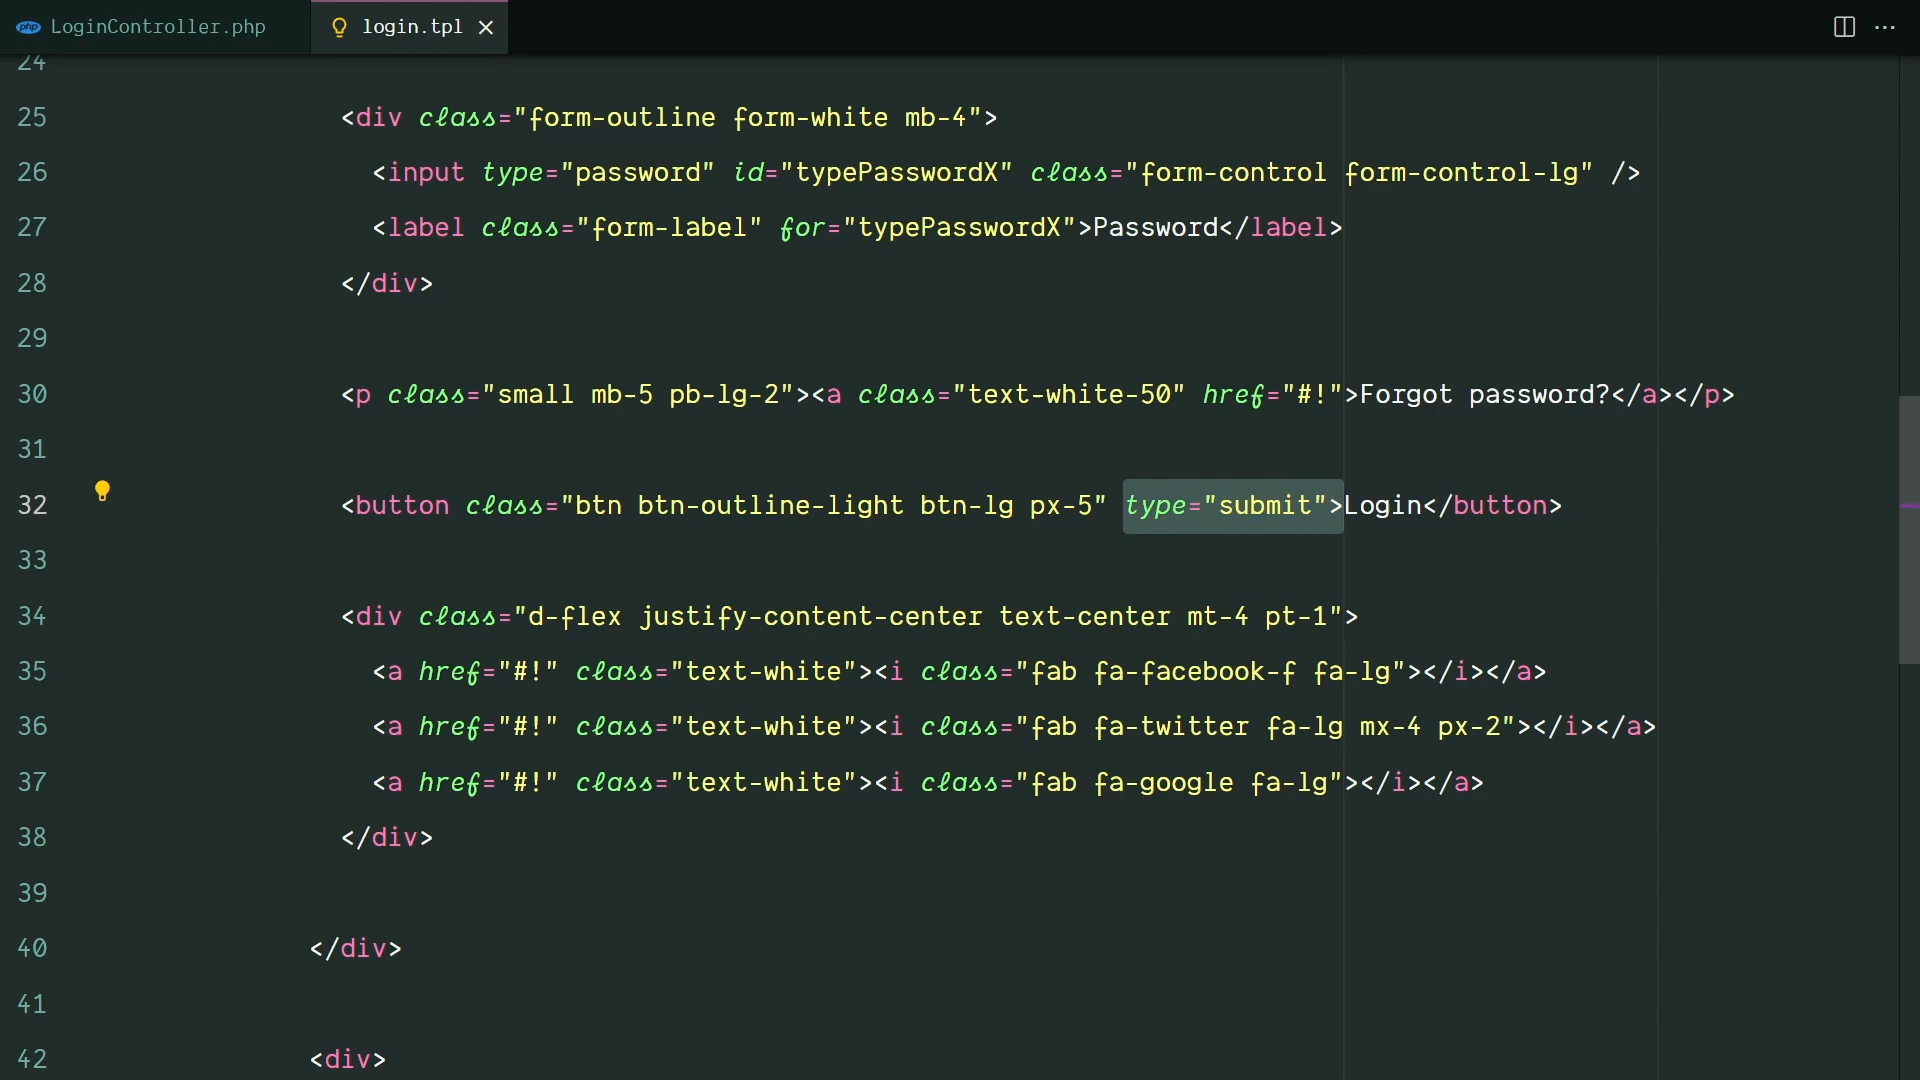 php LoginController.php login.tpl
24
25 <div class="form-outline form-white mb-4">
26 <input type="password" id="typePasswordX" class="form-control form-control-lg" />
27 <label class="form-label" for="typePasswordX">Password</label>
28 </div>
29
30 <p class="small mb-5 pb-lg-2"><a class="text-white-50" href="#!">Forgot password?</a></p>
31
32 <button class="btn btn-outline-light btn-lg px-5" type="submit">Login</button>
33
34 <div class="d-flex justify-content-center text-center mt-4 pt-1">
35 <a href="#!" class="text-white"><i class="fab fa-facebook-f fa-lg"></i></a>
36 <a href="#!" class="text-white"><i class="fab fa-twitter fa-lg mx-4 px-2"></i></a>
37 <a href="#!" class="text-white"><i class="fab fa-google fa-lg"></i></a>
38 </div>
39
40 </div>
41
42 <div>